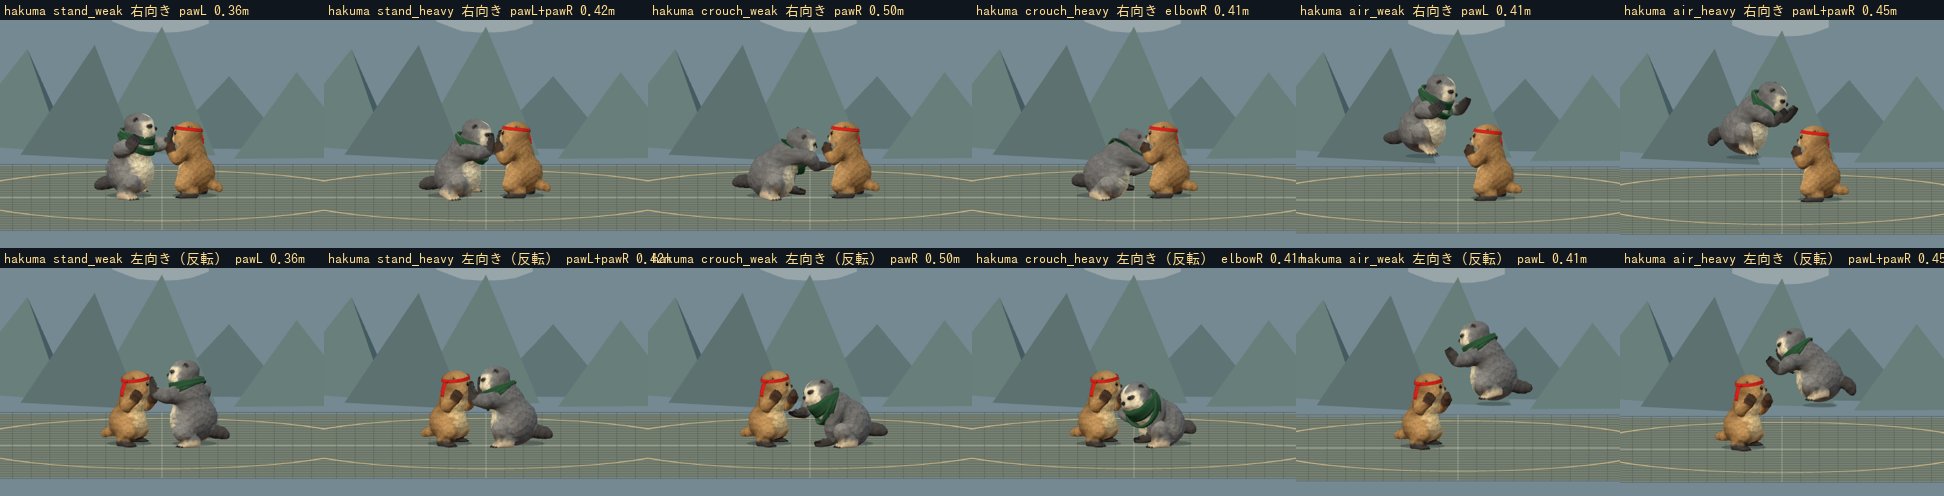 hakuma stand_weak 右向き pawL 0.36m
hakuma stand_heavy 右向き pawL+pawR 0.42m
hakuma crouch_weak 右向き pawR 0.50m
hakuma crouch_heavy 右向き elbowR 0.41m
hakuma air_weak 右向き pawL 0.41m
hakuma air_heavy 右向き pawL+pawR 0.45m
hakuma stand_weak 左向き（反転） pawL 0.36m
hakuma stand_heavy 左向き（反転） pawL+pawR 0.42m
hakuma crouch_weak 左向き（反転） pawR 0.50m
hakuma crouch_heavy 左向き（反転） elbowR 0.41m
hakuma air_weak 左向き（反転） pawL 0.41m
hakuma air_heavy 左向き（反転） pawL+pawR 0.45